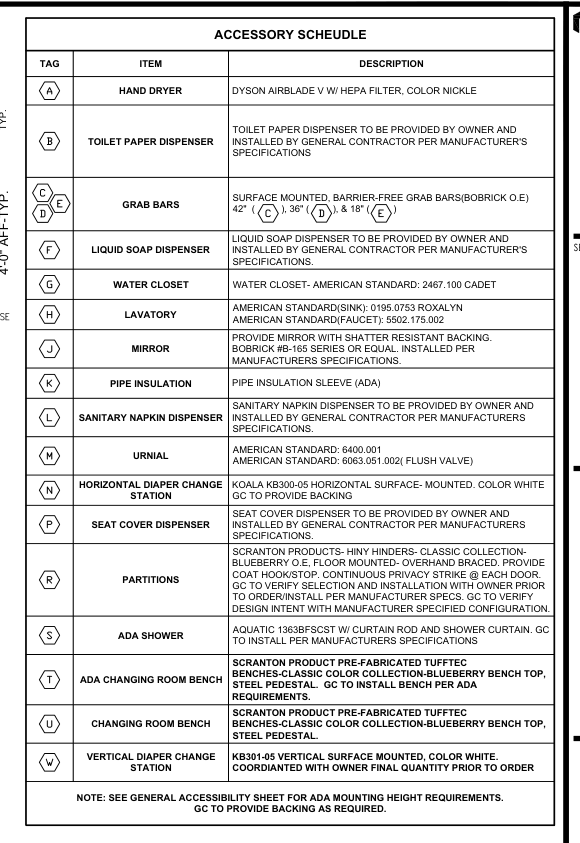 ACCESSORY SCHEUDLE
TAG ITEM DESCRIPTION
A HAND DRYER DYSON AIRBLADE V W/ HEPA FILTER, COLOR NICKLE
B TOILET PAPER DISPENSER
TOILET PAPER DISPENSER TO BE PROVIDED BY OWNER AND
INSTALLED BY GENERAL CONTRACTOR PER MANUFACTURER'S
SPECIFICATIONS
C D E GRAB BARS
SURFACE MOUNTED, BARRIER-FREE GRAB BARS(BOBRICK O.E)
42" ( C ), 36" ( D ), & 18" ( E )
F LIQUID SOAP DISPENSER
LIQUID SOAP DISPENSER TO BE PROVIDED BY OWNER AND
INSTALLED BY GENERAL CONTRACTOR PER MANUFACTURER'S
SPECIFICATIONS.
G WATER CLOSET WATER CLOSET- AMERICAN STANDARD: 2467.100 CADET
H LAVATORY
AMERICAN STANDARD(SINK): 0195.0753 ROXALYN
AMERICAN STANDARD(FAUCET): 5502.175.002
J MIRROR
PROVIDE MIRROR WITH SHATTER RESISTANT BACKING.
BOBRICK #B-165 SERIES OR EQUAL. INSTALLED PER
MANUFACTURERS SPECIFICATIONS.
K PIPE INSULATION PIPE INSULATION SLEEVE (ADA)
L SANITARY NAPKIN DISPENSER
SANITARY NAPKIN DISPENSER TO BE PROVIDED BY OWNER AND
INSTALLED BY GENERAL CONTRACTOR PER MANUFACTURERS
SPECIFICATIONS.
M URNIAL
AMERICAN STANDARD: 6400.001
AMERICAN STANDARD: 6063.051.002( FLUSH VALVE)
N HORIZONTAL DIAPER CHANGE
STATION
KOALA KB300-05 HORIZONTAL SURFACE- MOUNTED. COLOR WHITE
GC TO PROVIDE BACKING
P SEAT COVER DISPENSER
SEAT COVER DISPENSER TO BE PROVIDED BY OWNER AND
INSTALLED BY GENERAL CONTRACTOR PER MANUFACTURERS
SPECIFICATIONS.
R PARTITIONS
SCRANTON PRODUCTS- HINY HINDERS- CLASSIC COLLECTION-
BLUEBERRY O.E, FLOOR MOUNTED- OVERHAND BRACED. PROVIDE
COAT HOOK/STOP. CONTINUOUS PRIVACY STRIKE @ EACH DOOR.
GC TO VERIFY SELECTION AND INSTALLATION WITH OWNER PRIOR
TO ORDER/INSTALL PER MANUFACTURER SPECS. GC TO VERIFY
DESIGN INTENT WITH MANUFACTURER SPECIFIED CONFIGURATION.
S ADA SHOWER
AQUATIC 1363BFSCST W/ CURTAIN ROD AND SHOWER CURTAIN. GC
TO INSTALL PER MANUFACTURERS SPECIFICATIONS
T ADA CHANGING ROOM BENCH
SCRANTON PRODUCT PRE-FABRICATED TUFFTEC
BENCHES-CLASSIC COLOR COLLECTION-BLUEBERRY BENCH TOP,
STEEL PEDESTAL. GC TO INSTALL BENCH PER ADA
REQUIREMENTS.
U CHANGING ROOM BENCH
SCRANTON PRODUCT PRE-FABRICATED TUFFTEC
BENCHES-CLASSIC COLOR COLLECTION-BLUEBERRY BENCH TOP,
STEEL PEDESTAL.
W VERTICAL DIAPER CHANGE
STATION
KB301-05 VERTICAL SURFACE MOUNTED, COLOR WHITE.
COORDIANTED WITH OWNER FINAL QUANTITY PRIOR TO ORDER
NOTE: SEE GENERAL ACCESSIBILITY SHEET FOR ADA MOUNTING HEIGHT REQUIREMENTS.
GC TO PROVIDE BACKING AS REQUIRED.
TYP.
4'-0" AFF-TYP.
SE